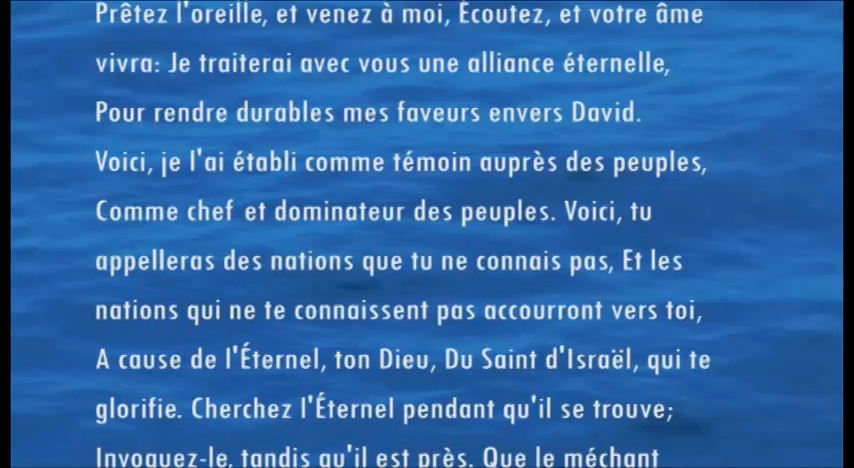 Prêtez l'oreille, et venez à moi, Écoutez, et votre âme
vivra: Je traiterai avec vous une alliance éternelle,
Pour rendre durables mes faveurs envers David.
Voici, je l'ai établi comme témoin auprès des peuples,
Comme chef et dominateur des peuples. Voici, tu
appelleras des nations que tu ne connais pas, Et les
nations qui ne te connaissent pas accourront vers toi,
A cause de l'Éternel, ton Dieu, Du Saint d'Israël, qui te
glorifie. Cherchez l'Éternel pendant qu'il se trouve;
Invoquez-le, tandis qu'il est près. Que le méchant